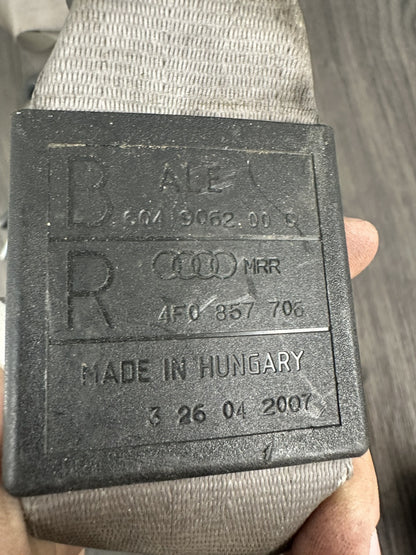 B ALE
604 9062.00 B
R MRR
4F0 857 706
MADE IN HUNGARY
3 26 04 2007